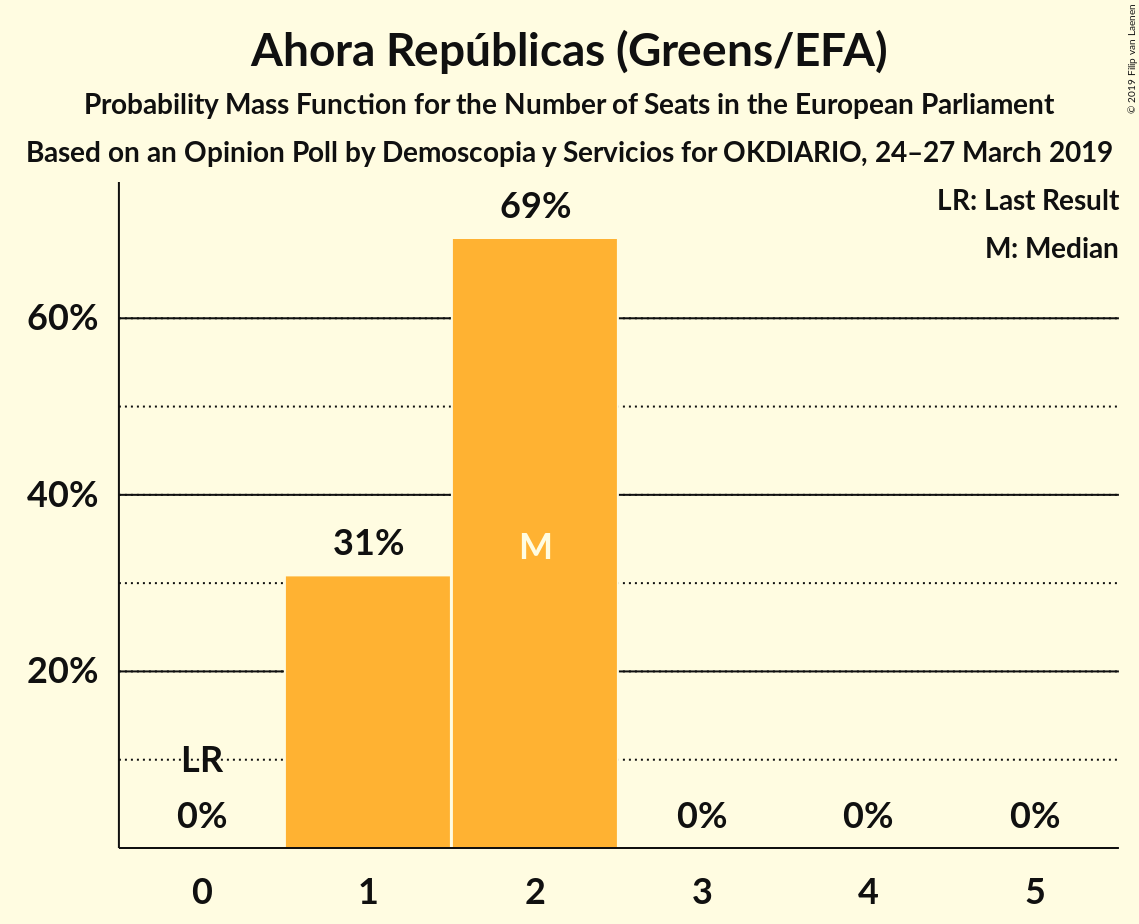 Ahora Repúblicas (Greens/EFA)
Probability Mass Function for the Number of Seats in the European Parliament
Based on an Opinion Poll by Demoscopia y Servicios for OKDIARIO, 24–27 March 2019
© 2019 Filip van Laenen
LR: Last Result
M: Median
69%
60%
40%
31%
M
20%
LR
0%
0%
0%
0%
0
1
2
3
4
5